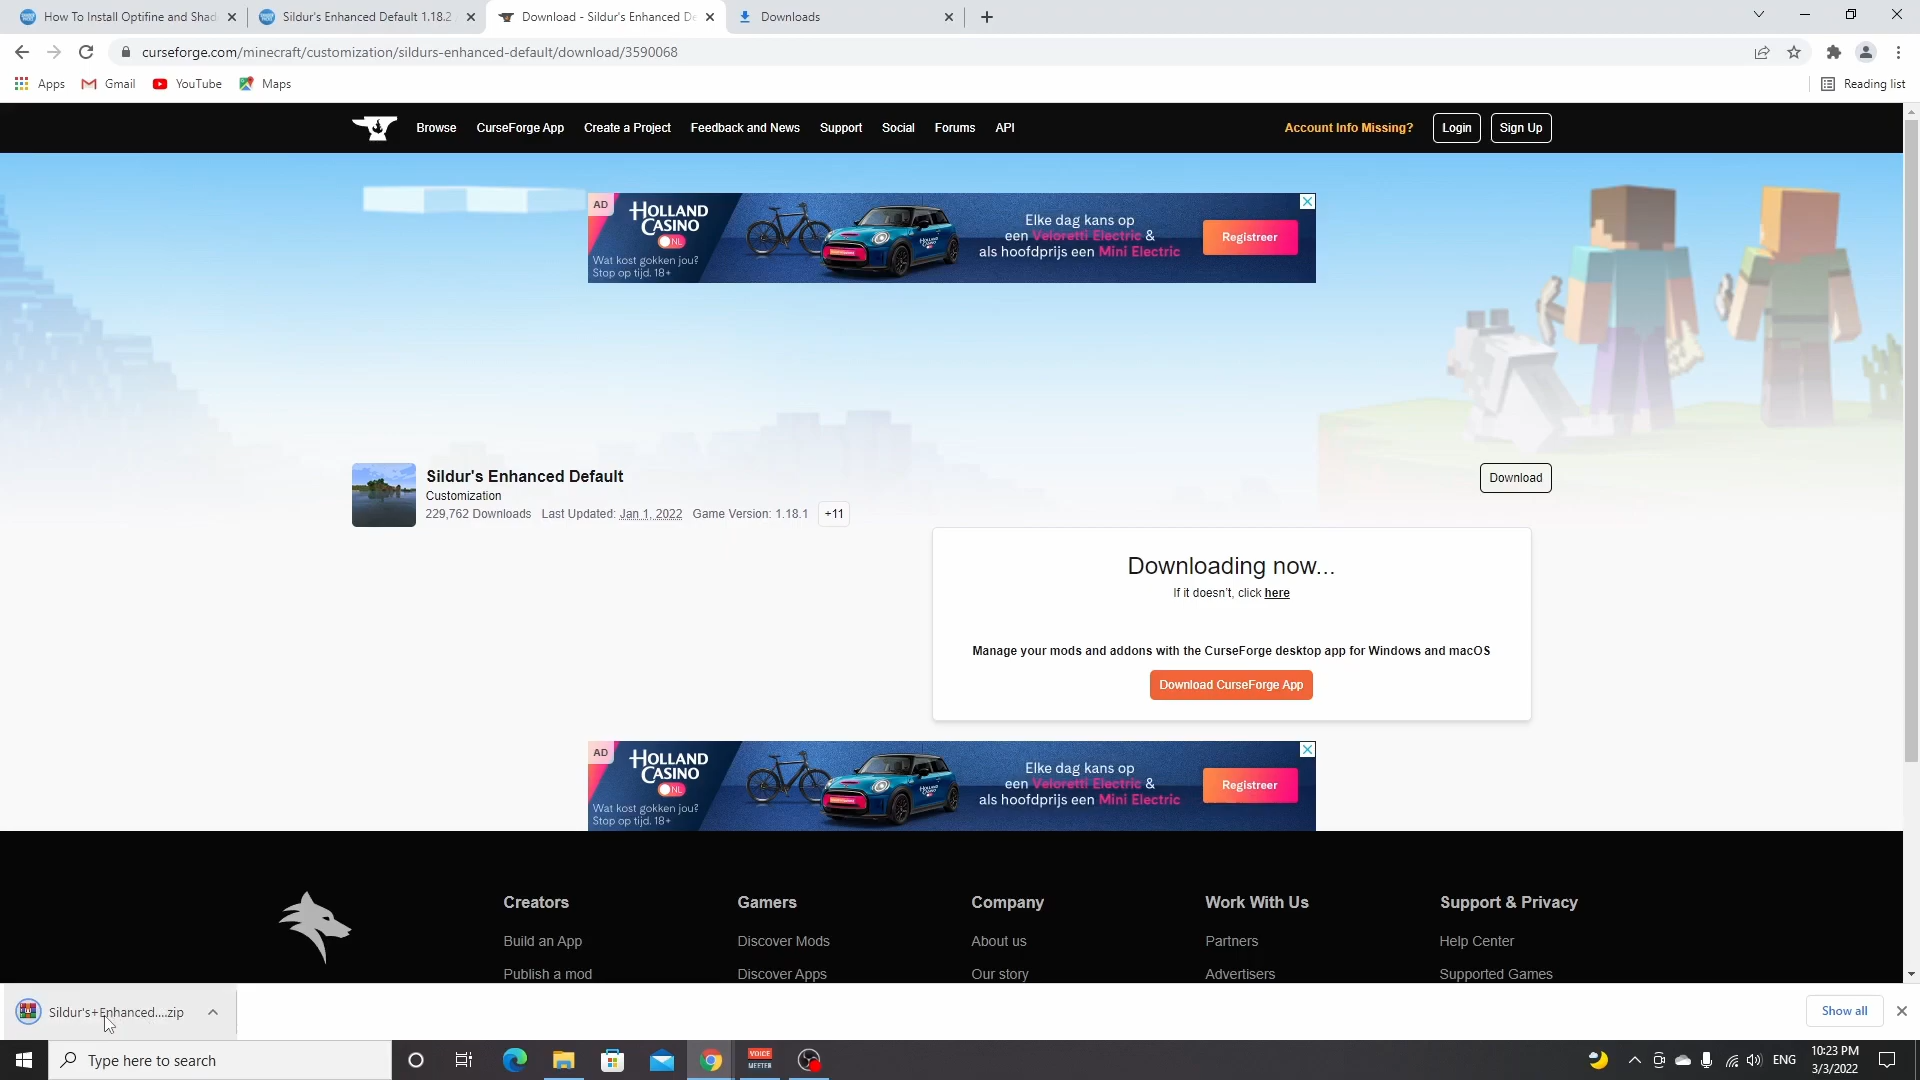 How To Install Optifine and Shad
Sildur's Enhanced Default 1.18.2
Download - Sildur's Enhanced De
Downloads
curseforge.com/minecraft/customization/sildurs-enhanced-default/download/3590068
Apps
Gmail
YouTube
Maps
Reading list
Browse
CurseForge App
Create a Project
Feedback and News
Support
Social
Forums
API
Account Info Missing?
Login
Sign Up
AD
HOLLAND
CASINO
NL
Wat kost gokken jou?
Stop op tijd. 18+
Elke dag kans op
een Veloretti Electric &
als hoofdprijs een Mini Electric
Registreer
Sildur's Enhanced Default
Customization
229,762 Downloads Last Updated: Jan 1, 2022 Game Version: 1.18.1 +11
Download
Downloading now...
If it doesn't, click here
Manage your mods and addons with the CurseForge desktop app for Windows and macOS
Download CurseForge App
AD
HOLLAND
CASINO
NL
Wat kost gokken jou?
Stop op tijd. 18+
Elke dag kans op
een Veloretti Electric &
als hoofdprijs een Mini Electric
Registreer
Creators
Gamers
Company
Work With Us
Support & Privacy
Build an App
Discover Mods
About us
Partners
Help Center
Publish a mod
Discover Apps
Our story
Advertisers
Supported Games
Sildur's+Enhanced....zip
Show all
Type here to search
VOICE
MEETER
ENG
10:23 PM
3/3/2022